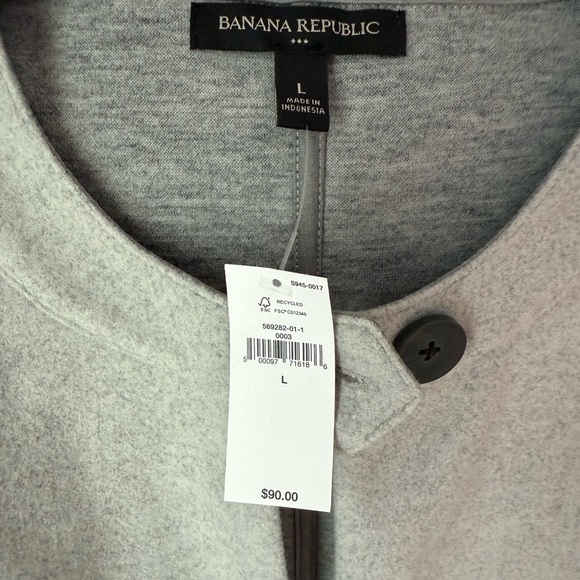 BANANA REPUBLIC
L
MADE IN
INDONESIA
S945-0017
RECYCLED
FSC FSC® C012345
569282-01-1
0003
5 00097 71618 6
L
$90.00